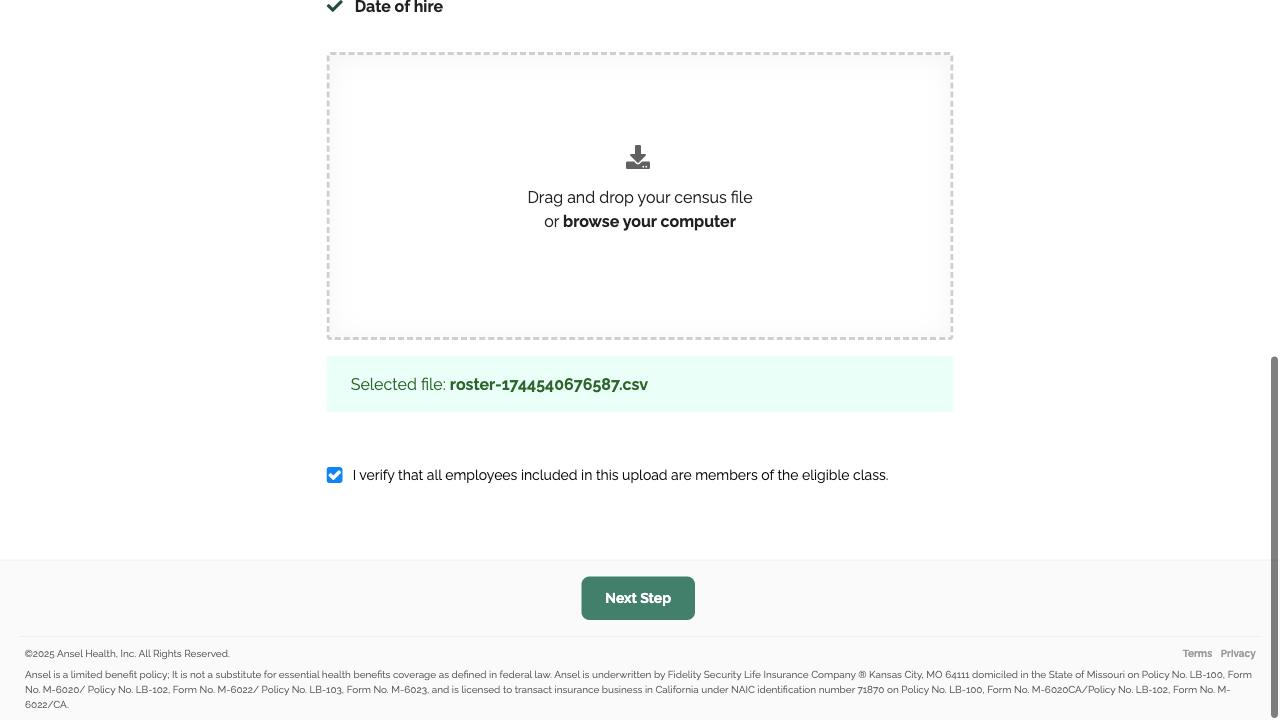 Date of hire
Drag and drop your census file
or browse your computer
Selected file: roster-1744540676587.csv
I verify that all employees included in this upload are members of the eligible class.
Next Step
©2025 Ansel Health, Inc. All Rights Reserved.
Terms Privacy
Ansel is a limited benefit policy; It is not a substitute for essential health benefits coverage as defined in federal law. Ansel is underwritten by Fidelity Security Life Insurance Company ® Kansas City, MO 64111 domiciled in the State of Missouri on Policy No. LB-100, Form
No. M-6020/ Policy No. LB-102, Form No. M-6022/ Policy No. LB-103, Form No. M-6023, and is licensed to transact insurance business in California under NAIC identification number 71870 on Policy No. LB-100, Form No. M-6020CA/Policy No. LB-102, Form No. M-
6022/CA.